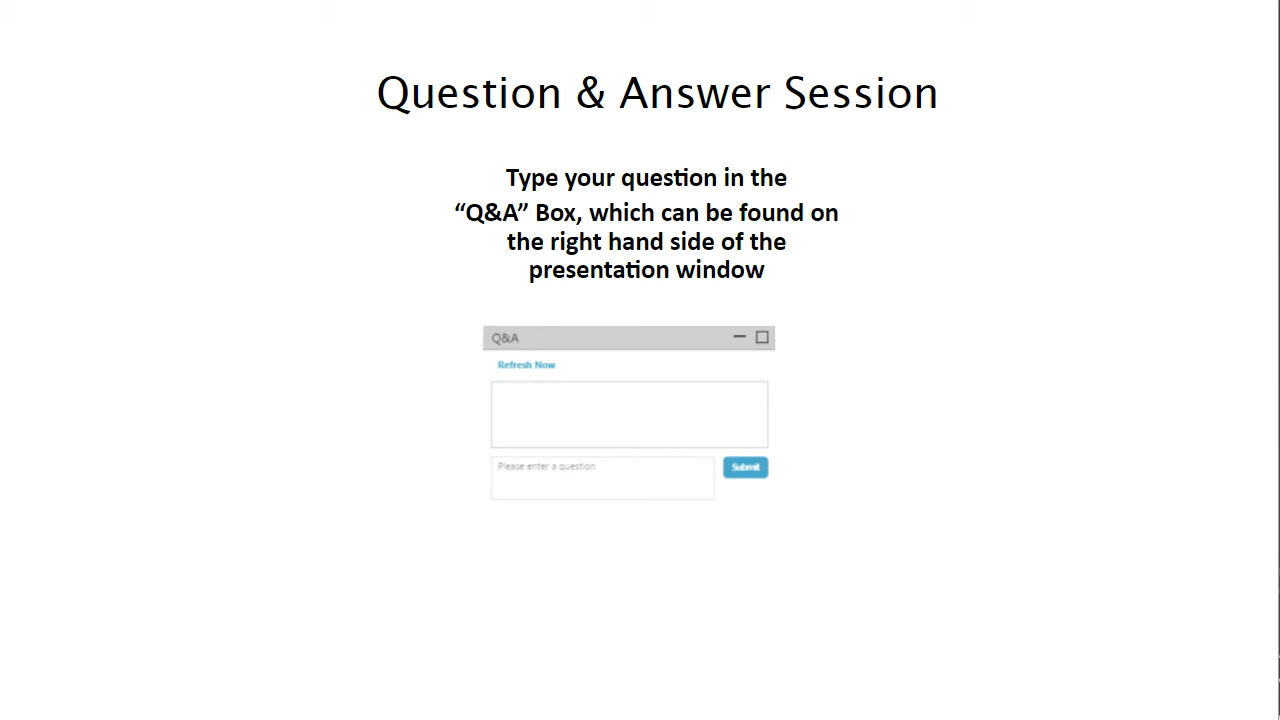 Question & Answer Session
Type your question in the
“Q&A” Box, which can be found on
the right hand side of the
presentation window
Q&A
Refresh Now
Please enter a question
Submit